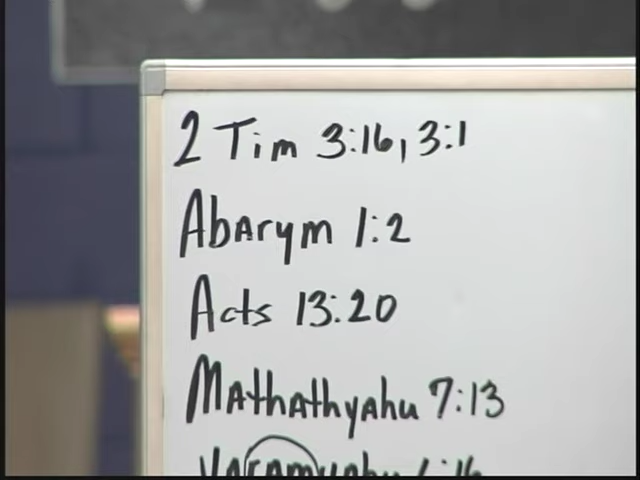 2 Tim 3:16, 3:1
Abarym 1:2
Acts 13:20
Mathathyahu 7:13